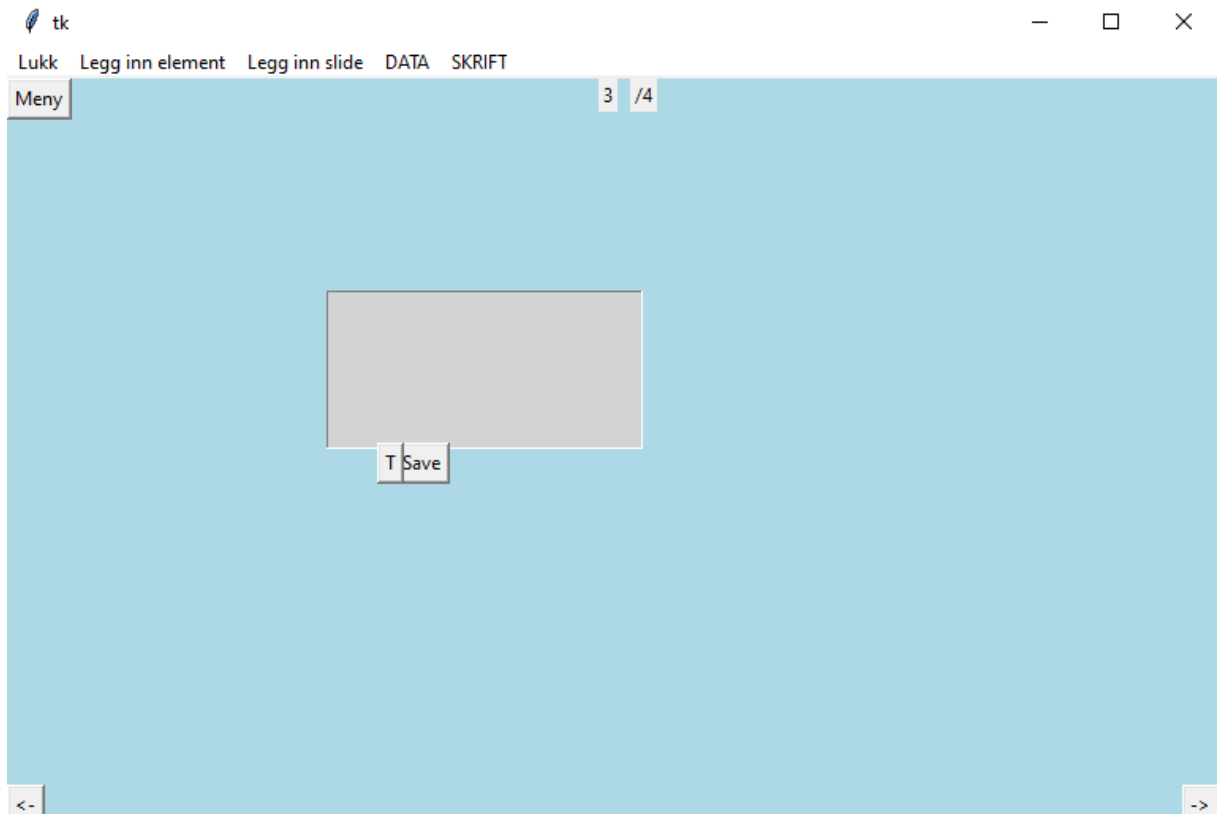 tk
Lukk Legg inn element Legg inn slide DATA SKRIFT
Meny 3 /4
T Save
<- ->